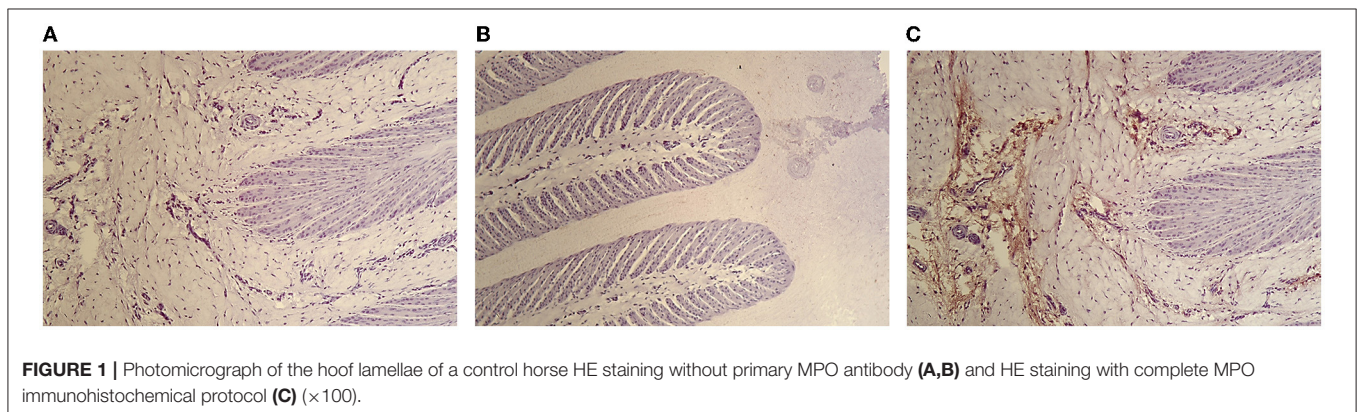 A
B
C
FIGURE 1 | Photomicrograph of the hoof lamellae of a control horse HE staining without primary MPO antibody (A,B) and HE staining with complete MPO
immunohistochemical protocol (C) (×100).